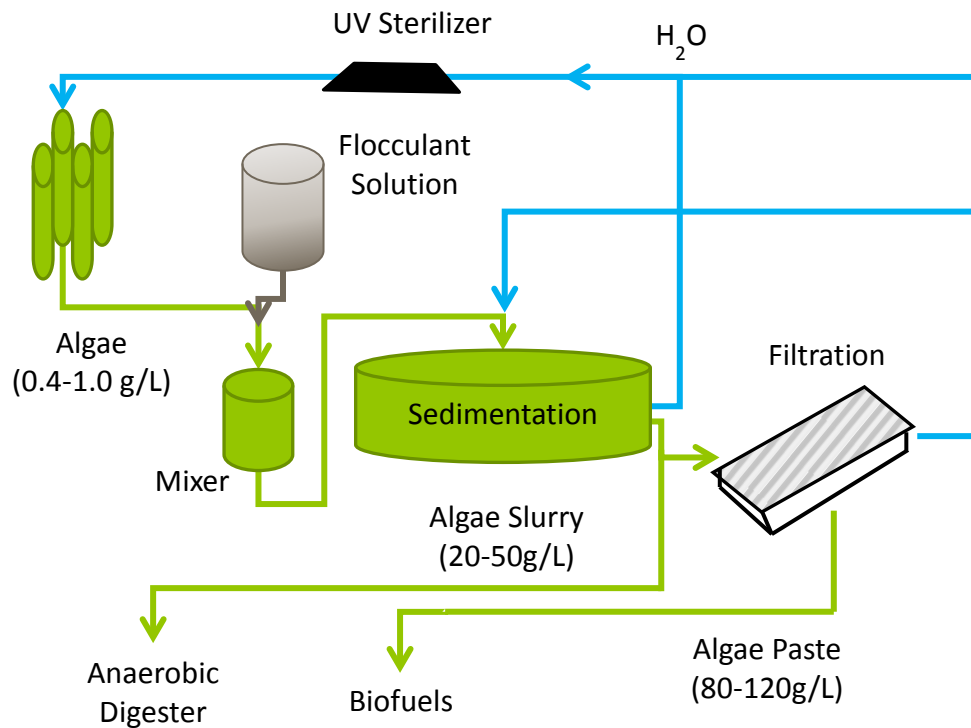 UV Sterilizer
H₂O
Flocculant
Solution
Algae
(0.4-1.0 g/L)
Filtration
Sedimentation
Mixer
Algae Slurry
(20-50g/L)
Algae Paste
(80-120g/L)
Anaerobic
Digester
Biofuels